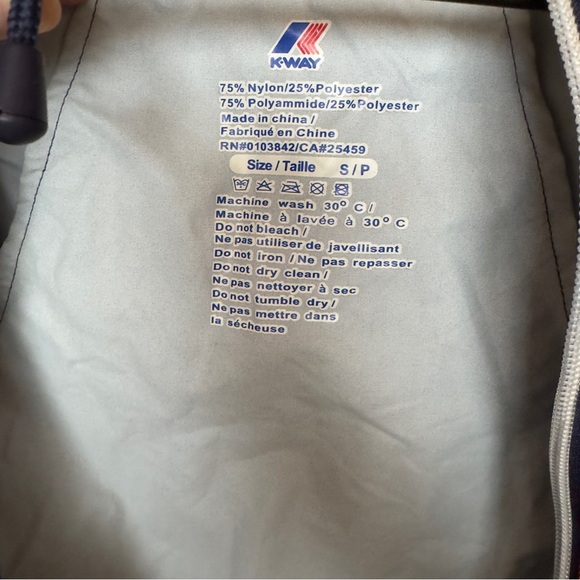 K-WAY
75% Nylon/25%Polyester
75% Polyammide/25%Polyester
Made in china /
Fabriqué en Chine
RN#0103842/CA#25459
Size / Taille S / P
Machine wash 30° C /
Machine à lavée à 30° C
Do not bleach /
Ne pas utiliser de javellisant
Do not iron / Ne pas repasser
Do not dry clean /
Ne pas nettoyer à sec
Do not tumble dry /
Ne pas mettre dans
la sécheuse